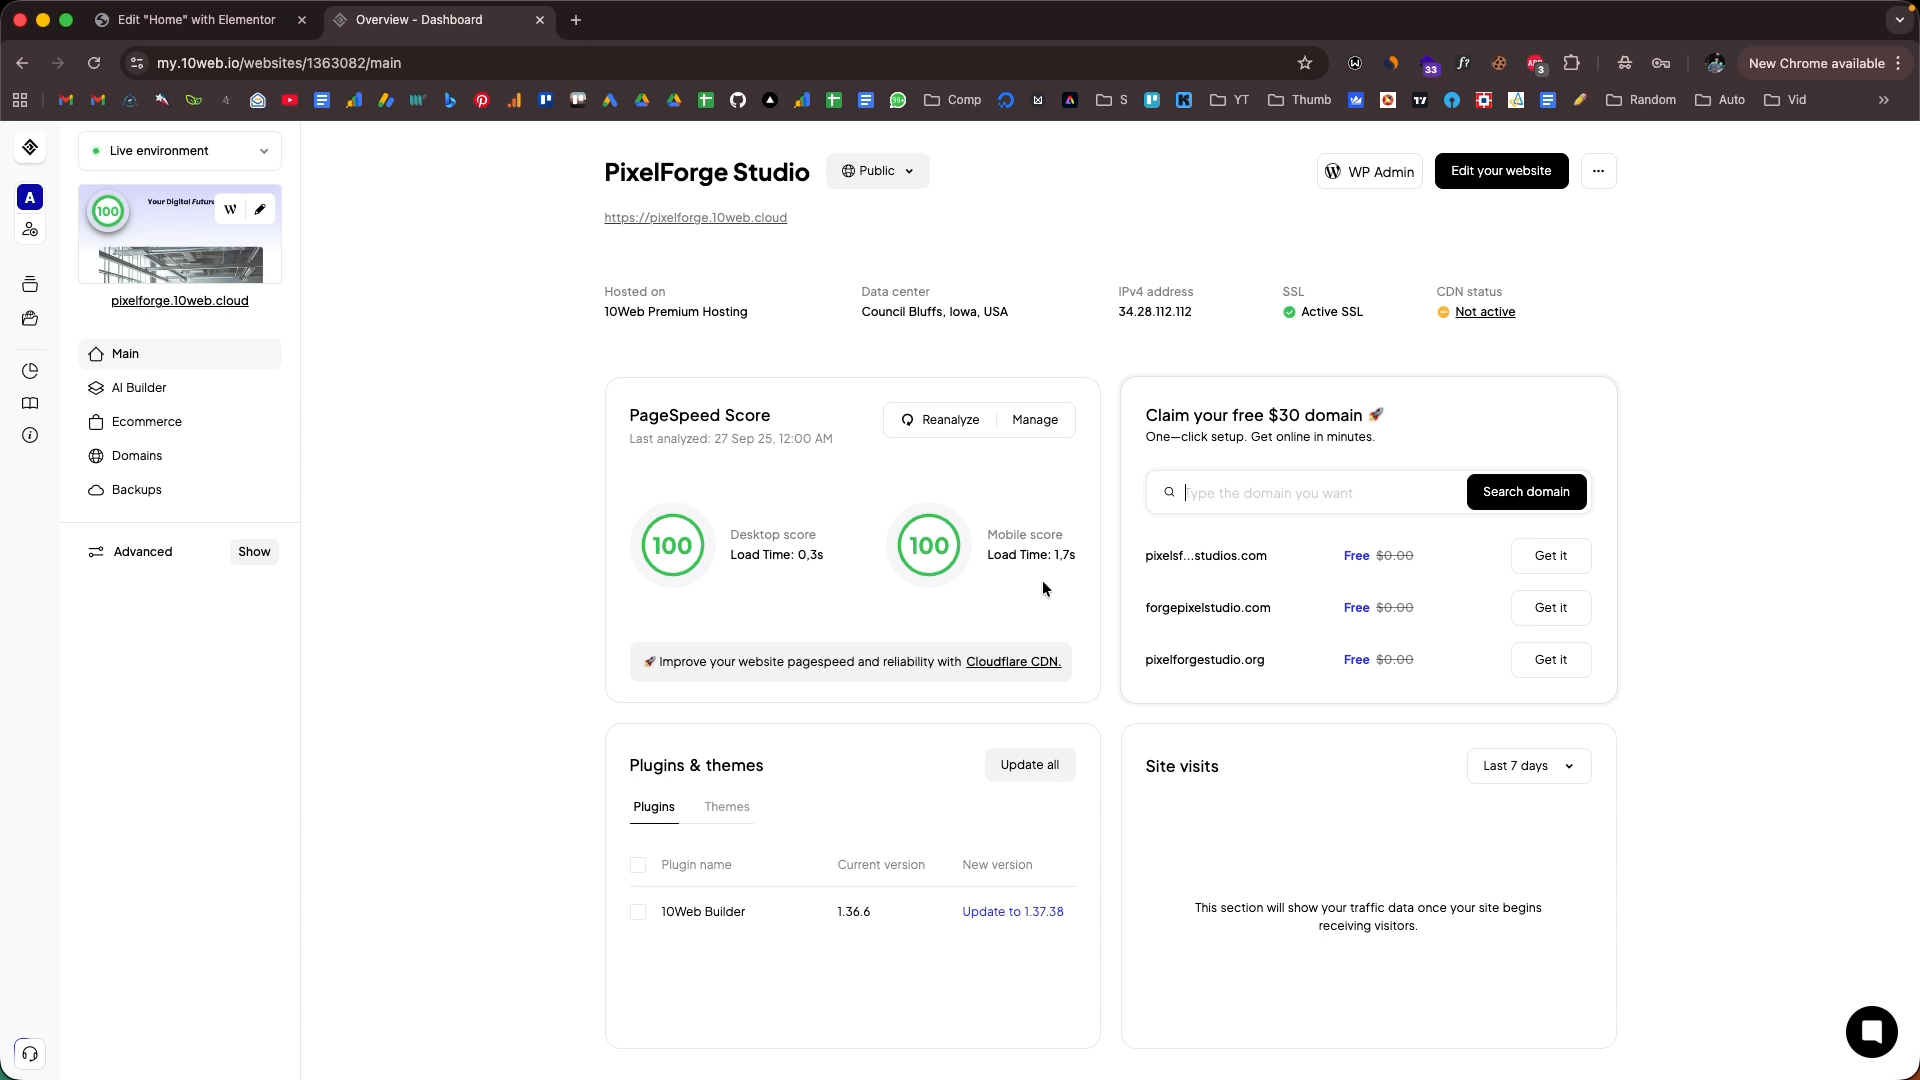 Edit "Home" with Elementor
Overview - Dashboard
my.10web.io/websites/1363082/main
33
3
New Chrome available
Comp
S
YT
Thumb
Random
Auto
Vid
Live environment
A
100
Your Digital Future
W
pixelforge.10web.cloud
Main
AI Builder
Ecommerce
Domains
Backups
Advanced
Show
PixelForge Studio
Public
WP Admin
Edit your website
https://pixelforge.10web.cloud
Hosted on
10Web Premium Hosting
Data center
Council Bluffs, Iowa, USA
IPv4 address
34.28.112.112
SSL
Active SSL
CDN status
Not active
PageSpeed Score
Last analyzed: 27 Sep 25, 12:00 AM
Reanalyze
Manage
100
Desktop score
Load Time: 0,3s
100
Mobile score
Load Time: 1,7s
🚀 Improve your website pagespeed and reliability with Cloudflare CDN.
Claim your free $30 domain 🚀
One—click setup. Get online in minutes.
Type the domain you want
Search domain
pixelsf...studios.com Free $0.00 Get it
forgepixelstudio.com Free $0.00 Get it
pixelforgestudio.org Free $0.00 Get it
Plugins & themes
Update all
Plugins Themes
Plugin name Current version New version
10Web Builder 1.36.6 Update to 1.37.38
Site visits
Last 7 days
This section will show your traffic data once your site begins
receiving visitors.